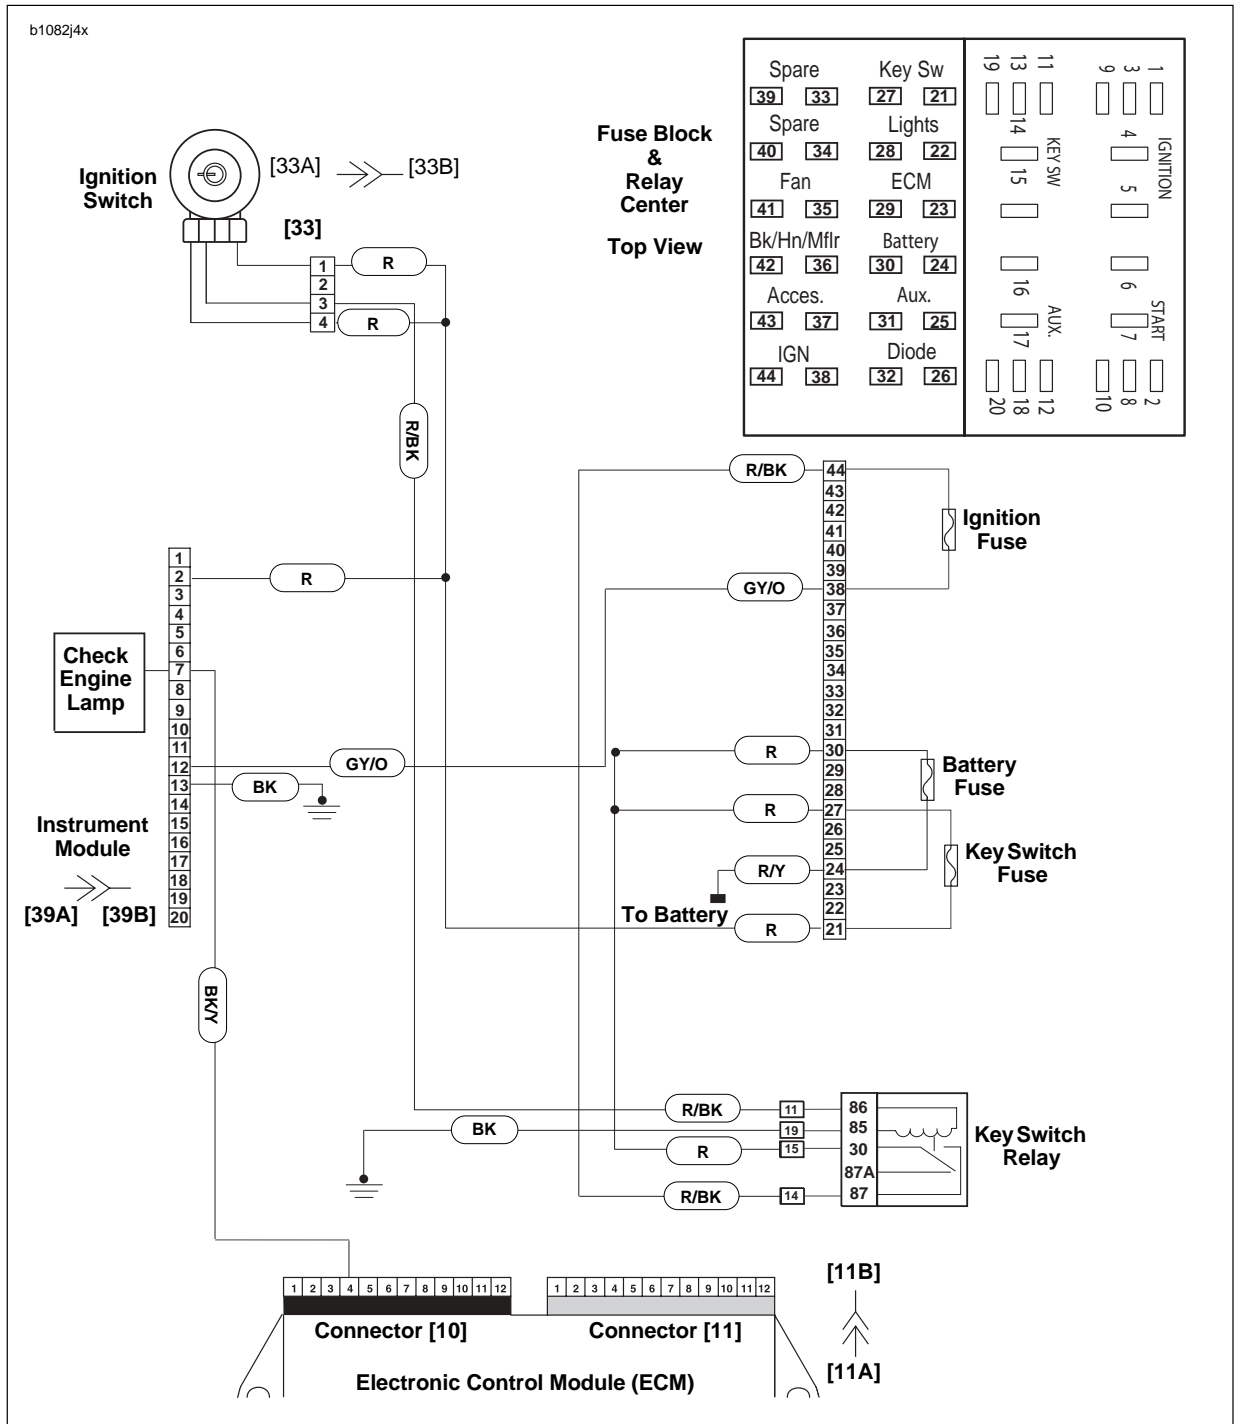 b1082j4x
Ignition
Switch
[33A]
[33B]
[33]
1
2
3
4
R
R
R/BK
Fuse Block
&
Relay
Center
Top View
Spare Key Sw
39 33 27 21
Spare Lights
40 34 28 22
Fan ECM
41 35 29 23
Bk/Hn/Mflr Battery
42 36 30 24
Acces. Aux.
43 37 31 25
IGN Diode
44 38 32 26
19 13 11 9 3 1
14 KEY SW 4 IGNITION
15 5
16 6
17 AUX. 7 START
20 18 12 10 8 2
R/BK
GY/O
R
R
R/Y
To Battery
R
44
43
42
41
40
39
38
37
36
35
34
33
32
31
30
29
28
27
26
25
24
23
22
21
Ignition
Fuse
Battery
Fuse
Key Switch
Fuse
1
2
3
4
5
6
7
8
9
10
11
12
13
14
15
16
17
18
19
20
R
Check
Engine
Lamp
GY/O
BK
Instrument
Module
[39A] [39B]
BK/Y
R/BK 11 86
BK 19 85
R 15 30
87A
R/BK 14 87
Key Switch
Relay
1 2 3 4 5 6 7 8 9 10 11 12
1 2 3 4 5 6 7 8 9 10 11 12
Connector [10]
Connector [11]
Electronic Control Module (ECM)
[11B]
[11A]